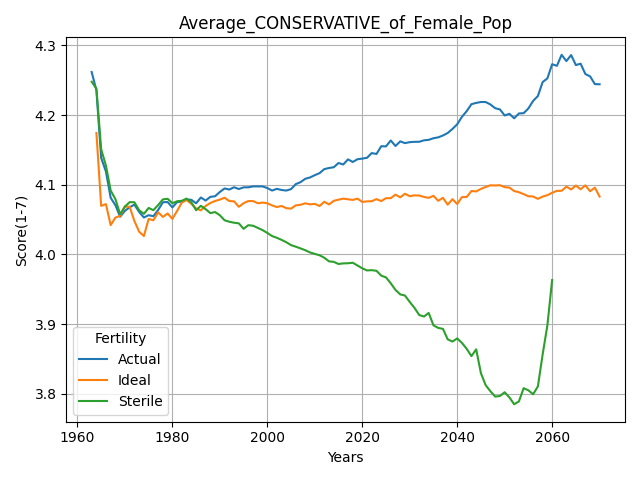 Average_CONSERVATIVE_of_Female_Pop
4.3
4.2
4.1
4.0
3.9
3.8
Score(1-7)
Fertility
Actual
Ideal
Sterile
1960
1980
2000
2020
2040
2060
Years